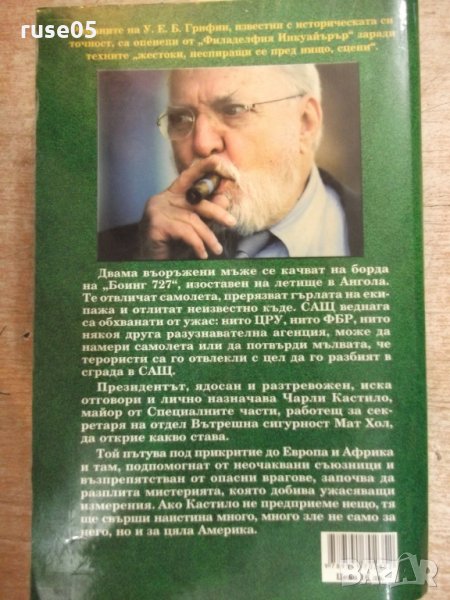 ruse05
ните на У. Е. Б. Грифин, известни с историческата си
точност, са оценени от „Филаделфия Инкуайърър" заради
техните „жестоки, неспиращи се пред нищо, сцени".
Двама въоръжени мъже се качват на борда
на „Боинг 727", изоставен на летище в Ангола.
Те отвличат самолета, прерязват гърлата на еки-
пажа и отлитат неизвестно къде. САЩ веднага
са обхванати от ужас: нито ЦРУ, нито ФБР, нито
някоя друга разузнавателна агенция, може да
намери самолета или да потвърди мълвата, че
терористи са го отвлекли с цел да го разбият в
сграда в САЩ.
Президентът, ядосан и разтревожен, иска
отговори и лично назначава Чарли Кастило,
майор от Специалните части, работещ за сек-
ретаря на отдел Вътрешна сигурност Мат Хол,
да открие какво става.
Той пътува под прикритие до Европа и Африка
и там, подпомогнат от неочаквани съюзници и
възпрепятстван от опасни врагове, започва да
разплита мистерията, която добива ужасяващи
измерения. Ако Кастило не предприеме нещо, тя
ще свърши наистина много, много зле не само за
него, но и за цяла Америка.
bazar